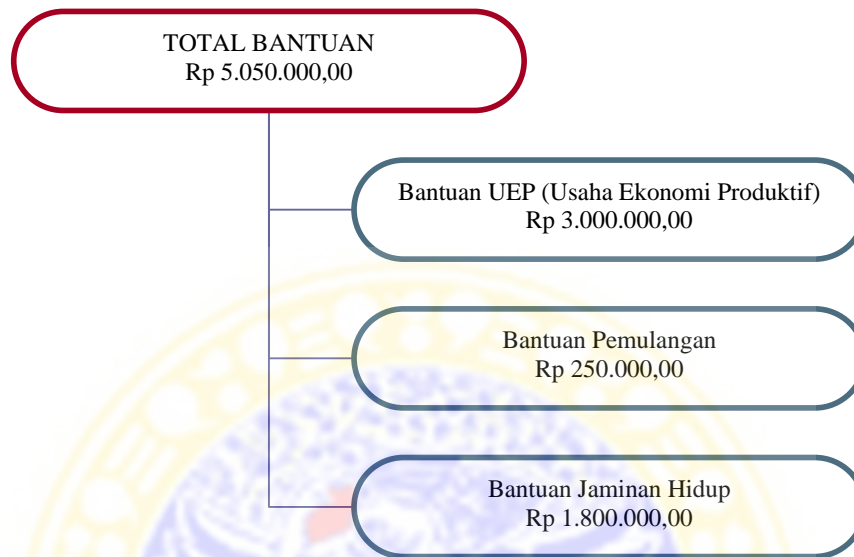 TOTAL BANTUAN
Rp 5.050.000,00
Bantuan UEP (Usaha Ekonomi Produktif)
Rp 3.000.000,00
Bantuan Pemulangan
Rp 250.000,00
Bantuan Jaminan Hidup
Rp 1.800.000,00